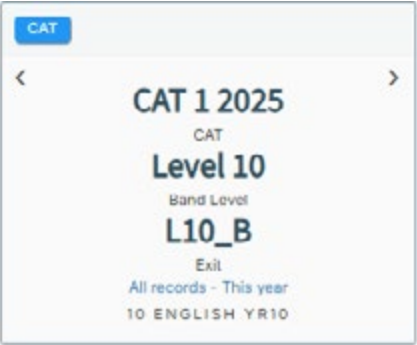 CAT
CAT 1 2025
CAT
Level 10
Band Level
L10_B
Exit
All records - This year
10 ENGLISH YR10